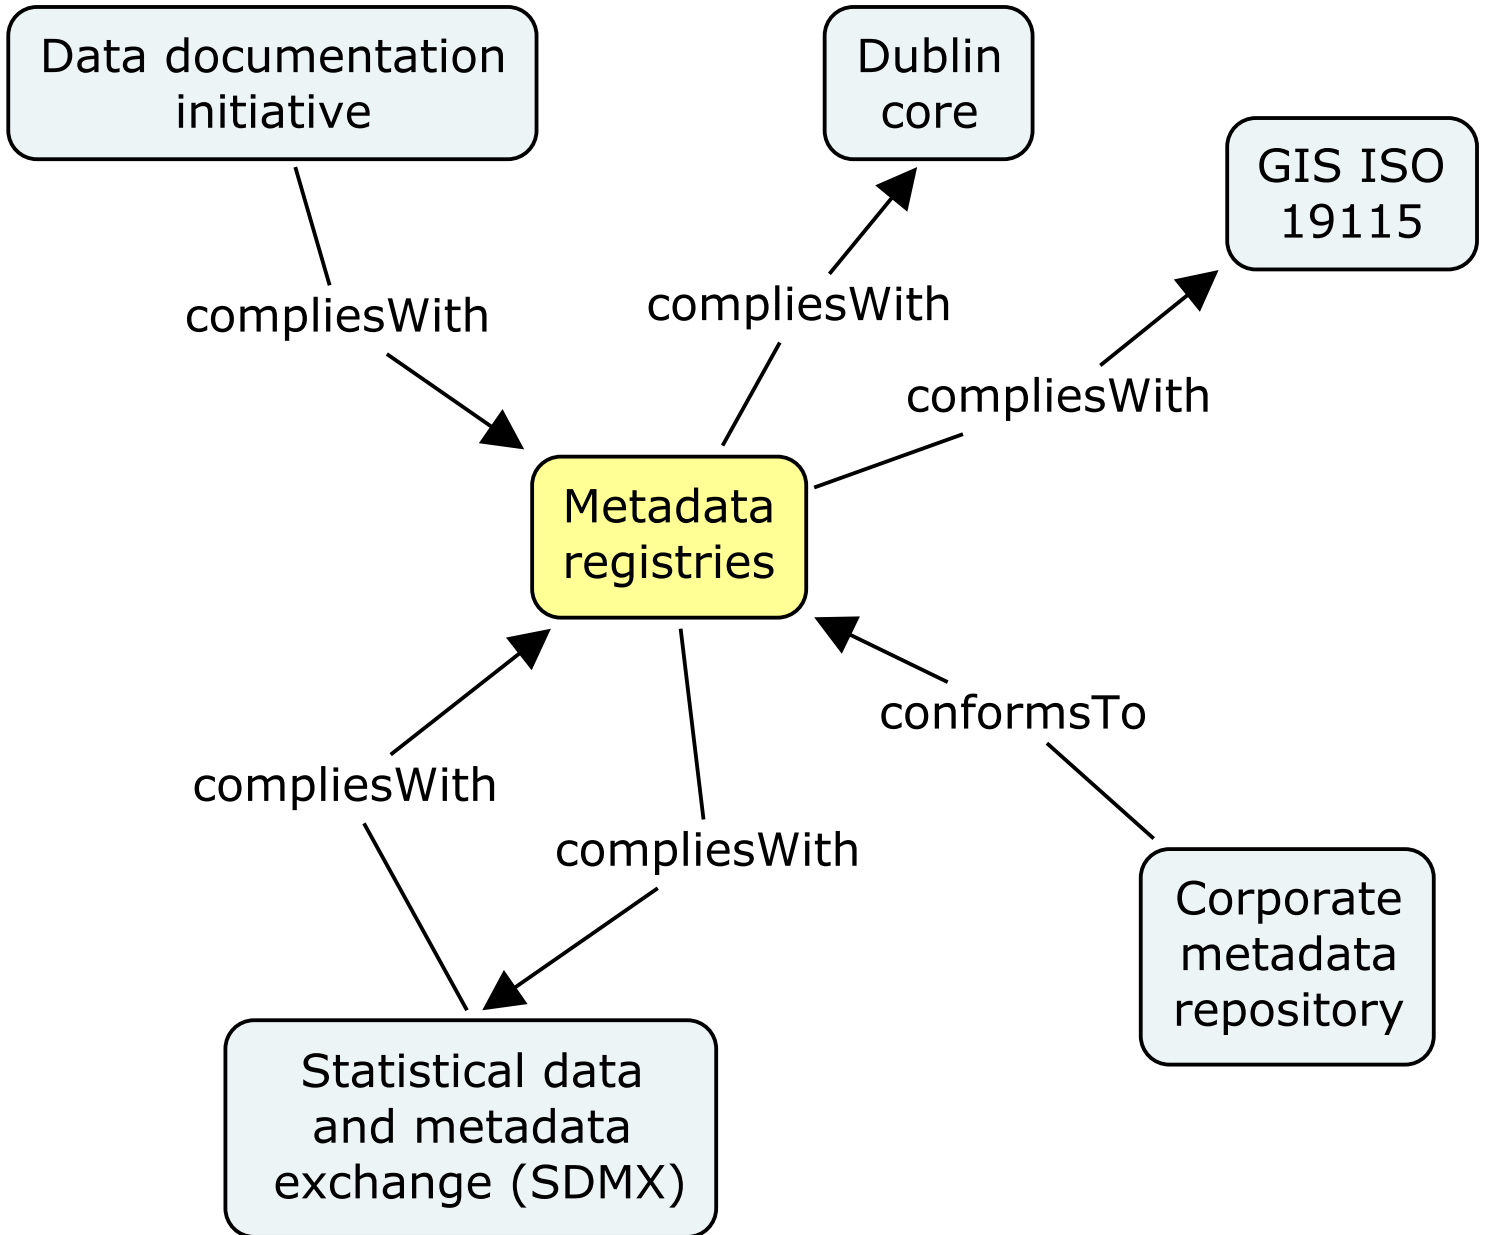 Data documentation
initiative
Dublin
core
GIS ISO
19115
compliesWith
compliesWith
compliesWith
Metadata
registries
conformsTo
compliesWith
compliesWith
Corporate
metadata
repository
Statistical data
and metadata
exchange (SDMX)